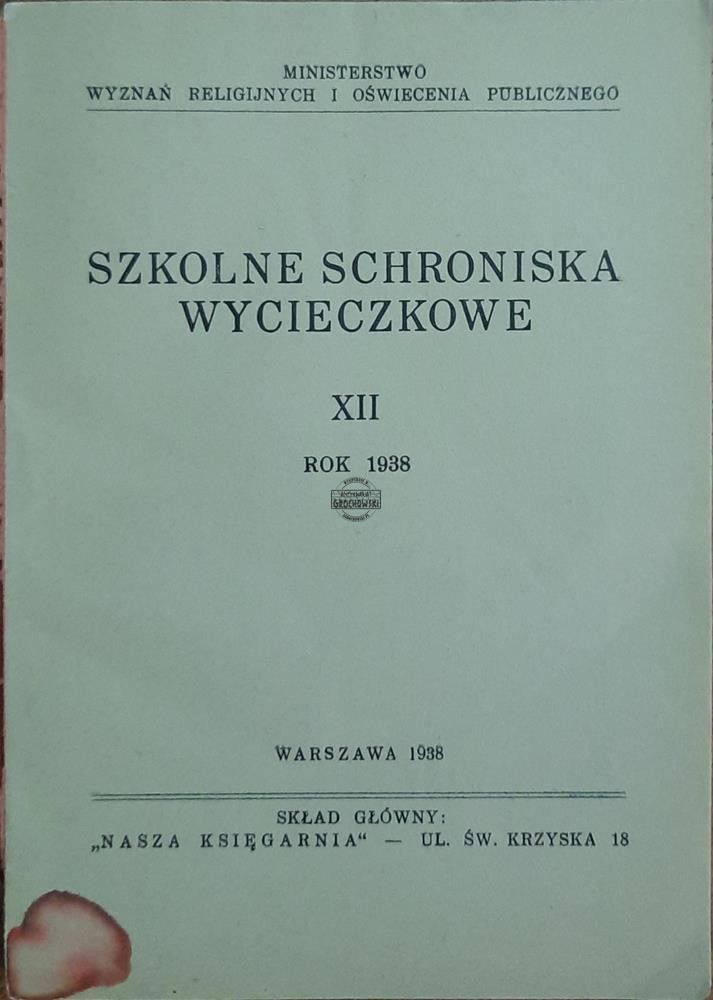 MINISTERSTWO
WYZNAŃ RELIGIJNYCH I OŚWIECENIA PUBLICZNEGO
SZKOLNE SCHRONISKA
WYCIECZKOWE
XII
ROK 1938
ANTYKWARIAT
GROCHOWSKI
WARSZAWA 1938
SKŁAD GŁÓWNY:
„NASZA KSIĘGARNIA“ — UL. ŚW. KRZYSKA 18